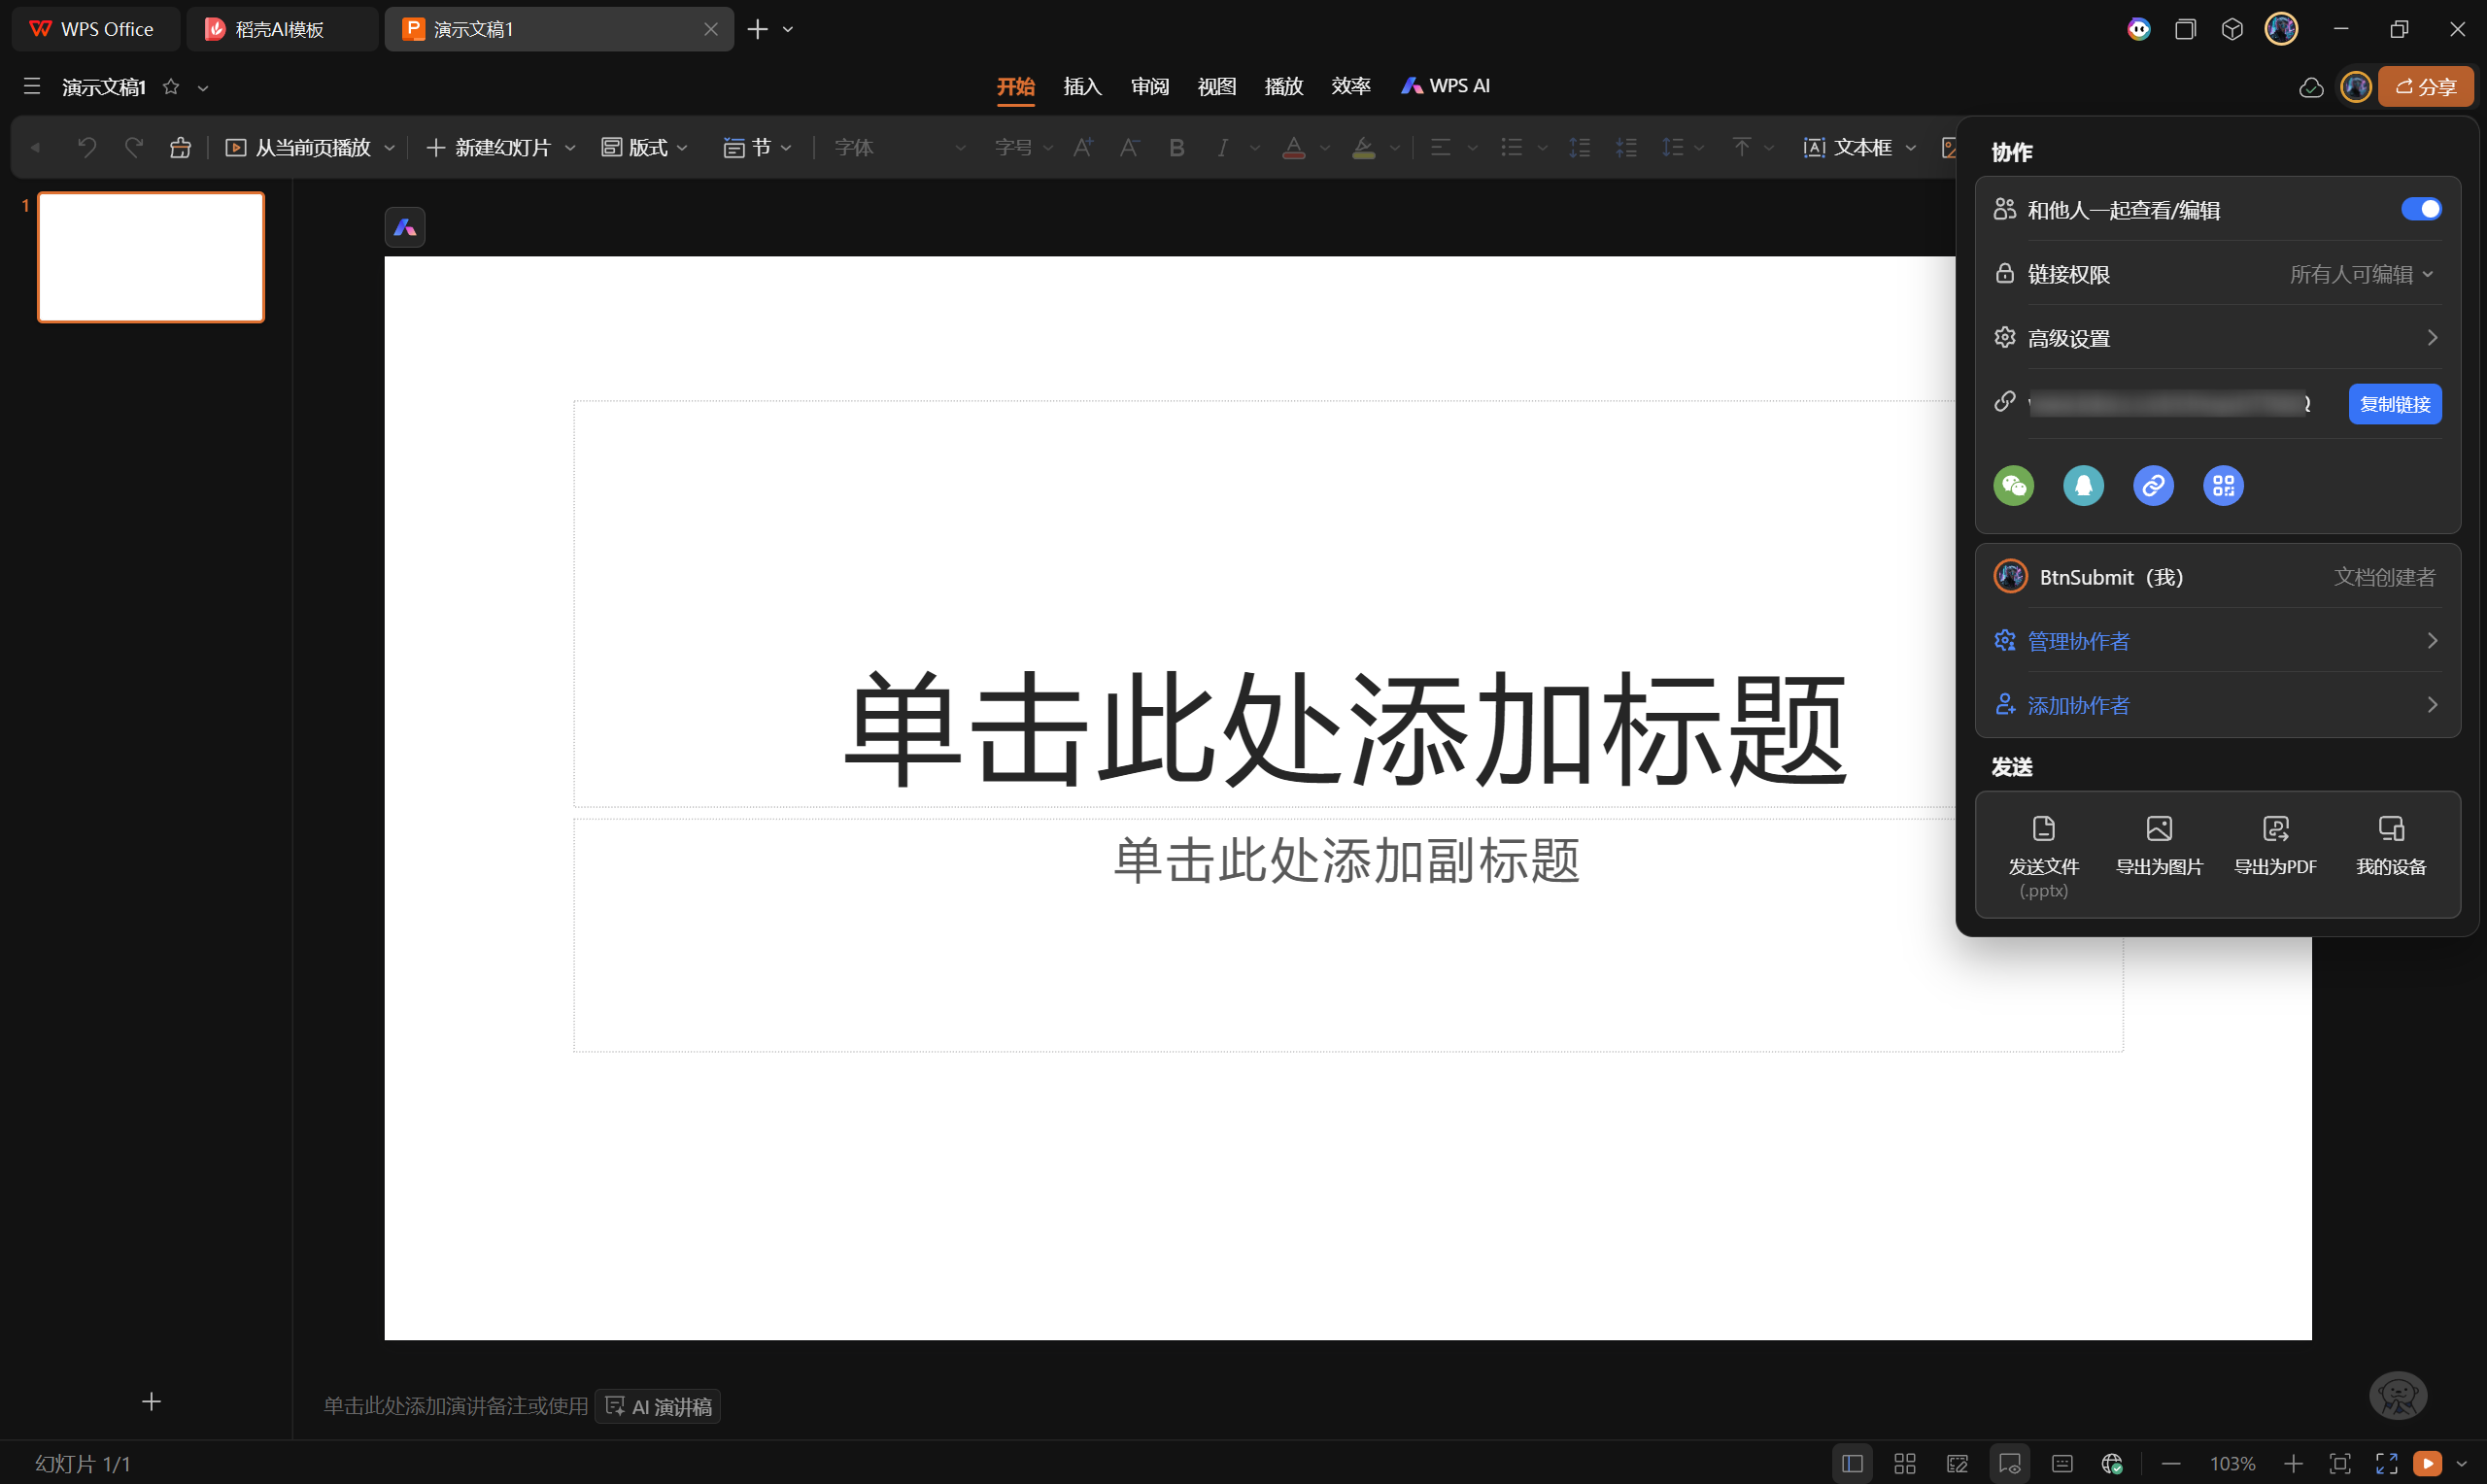 WPS Office
稻壳AI模板
演示文稿1
演示文稿1
开始
插入
审阅
视图
播放
效率
WPS AI
分享
从当前页播放
新建幻灯片
版式
节
字体
字号
文本框
1
单击此处添加标题
单击此处添加副标题
协作
和他人一起查看/编辑
链接权限
所有人可编辑
高级设置
复制链接
BtnSubmit（我）
文档创建者
管理协作者
添加协作者
发送
发送文件
(.pptx)
导出为图片
导出为PDF
我的设备
单击此处添加演讲备注或使用
AI 演讲稿
幻灯片 1/1
103%